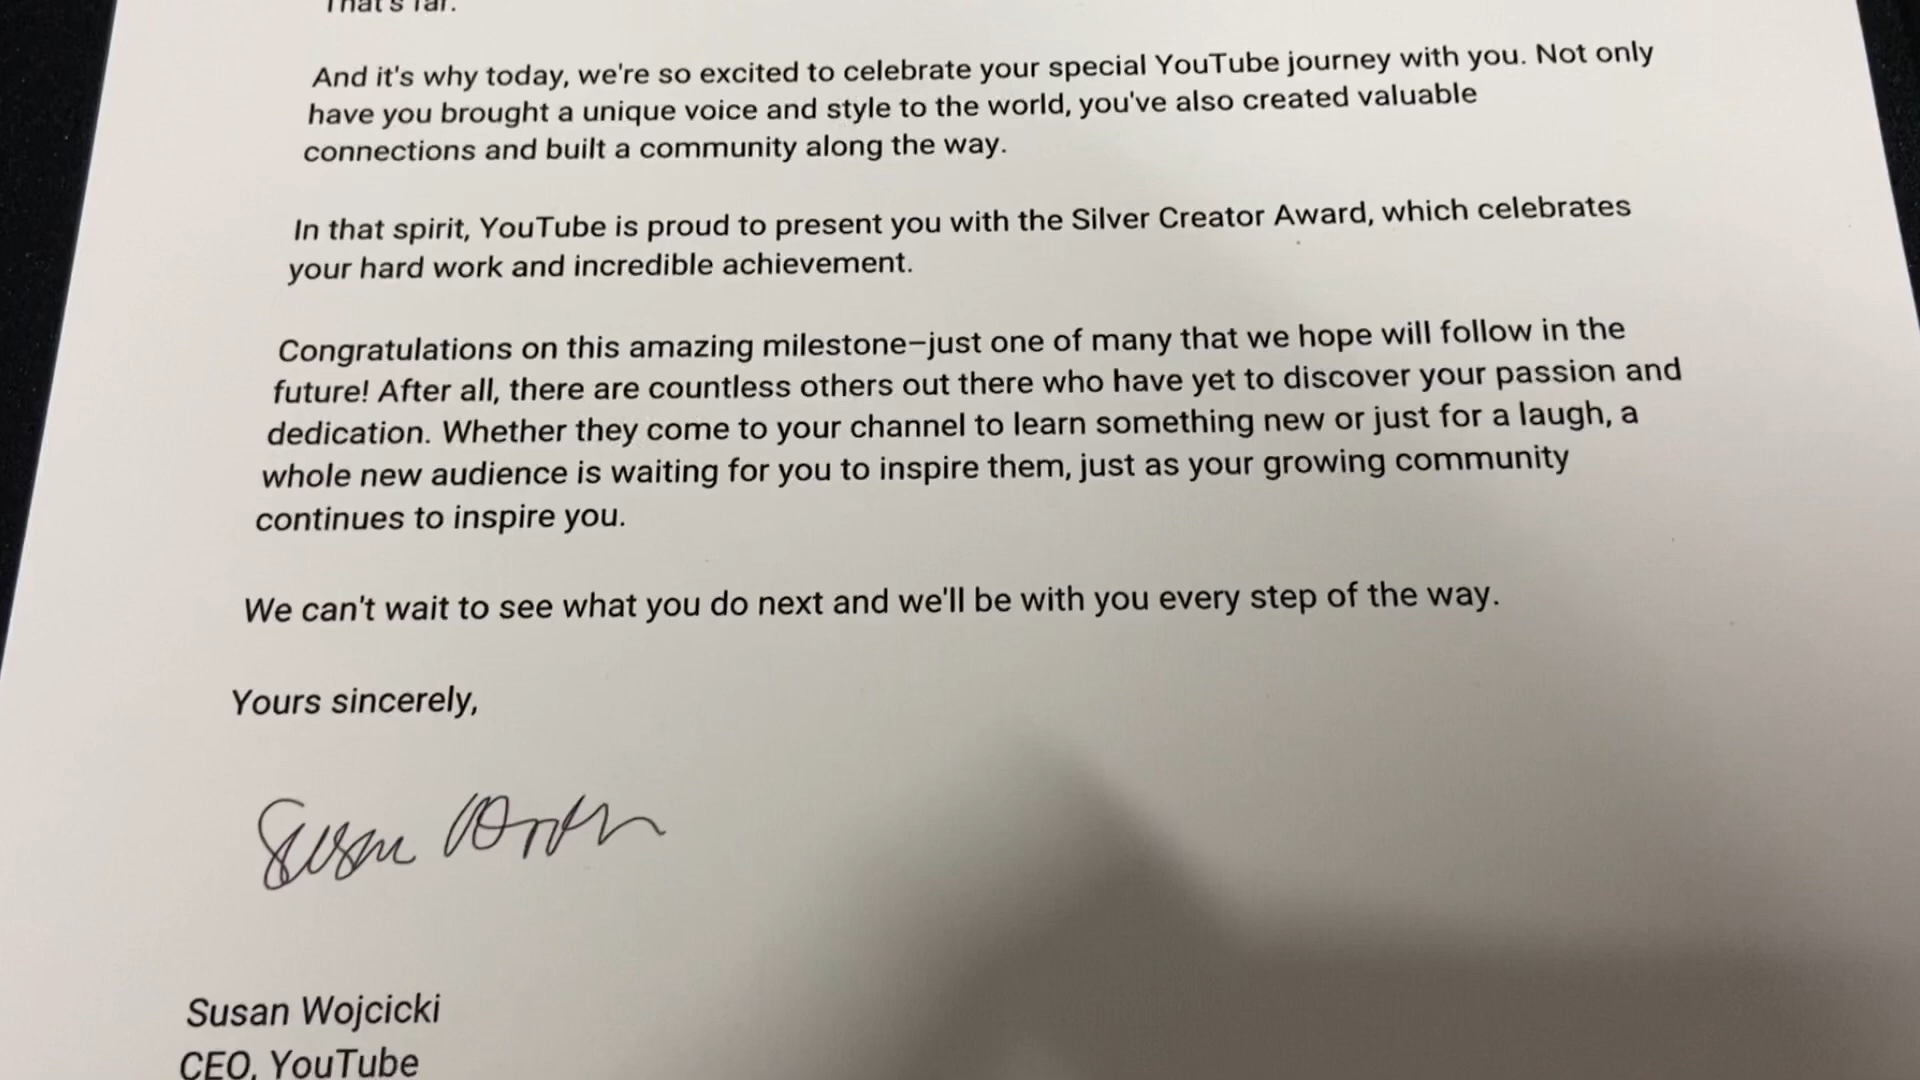 That's far.
And it's why today, we're so excited to celebrate your special YouTube journey with you. Not only
have you brought a unique voice and style to the world, you've also created valuable
connections and built a community along the way.
In that spirit, YouTube is proud to present you with the Silver Creator Award, which celebrates
your hard work and incredible achievement.
Congratulations on this amazing milestone–just one of many that we hope will follow in the
future! After all, there are countless others out there who have yet to discover your passion and
dedication. Whether they come to your channel to learn something new or just for a laugh, a
whole new audience is waiting for you to inspire them, just as your growing community
continues to inspire you.
We can't wait to see what you do next and we'll be with you every step of the way.
Yours sincerely,
Susan
Susan Wojcicki
CEO, YouTube